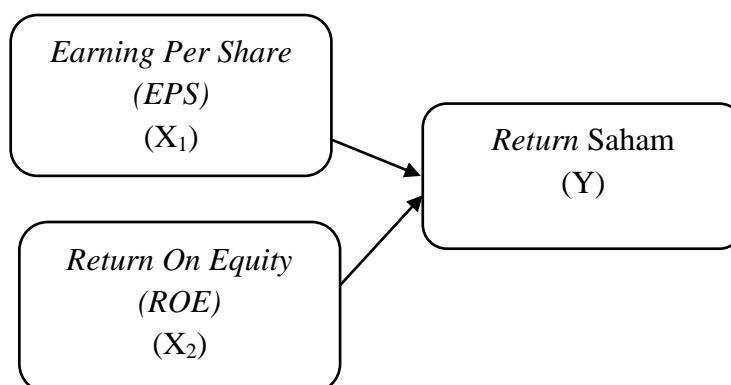 Earning Per Share
(EPS)
(X₁)
Return Saham
(Y)
Return On Equity
(ROE)
(X₂)